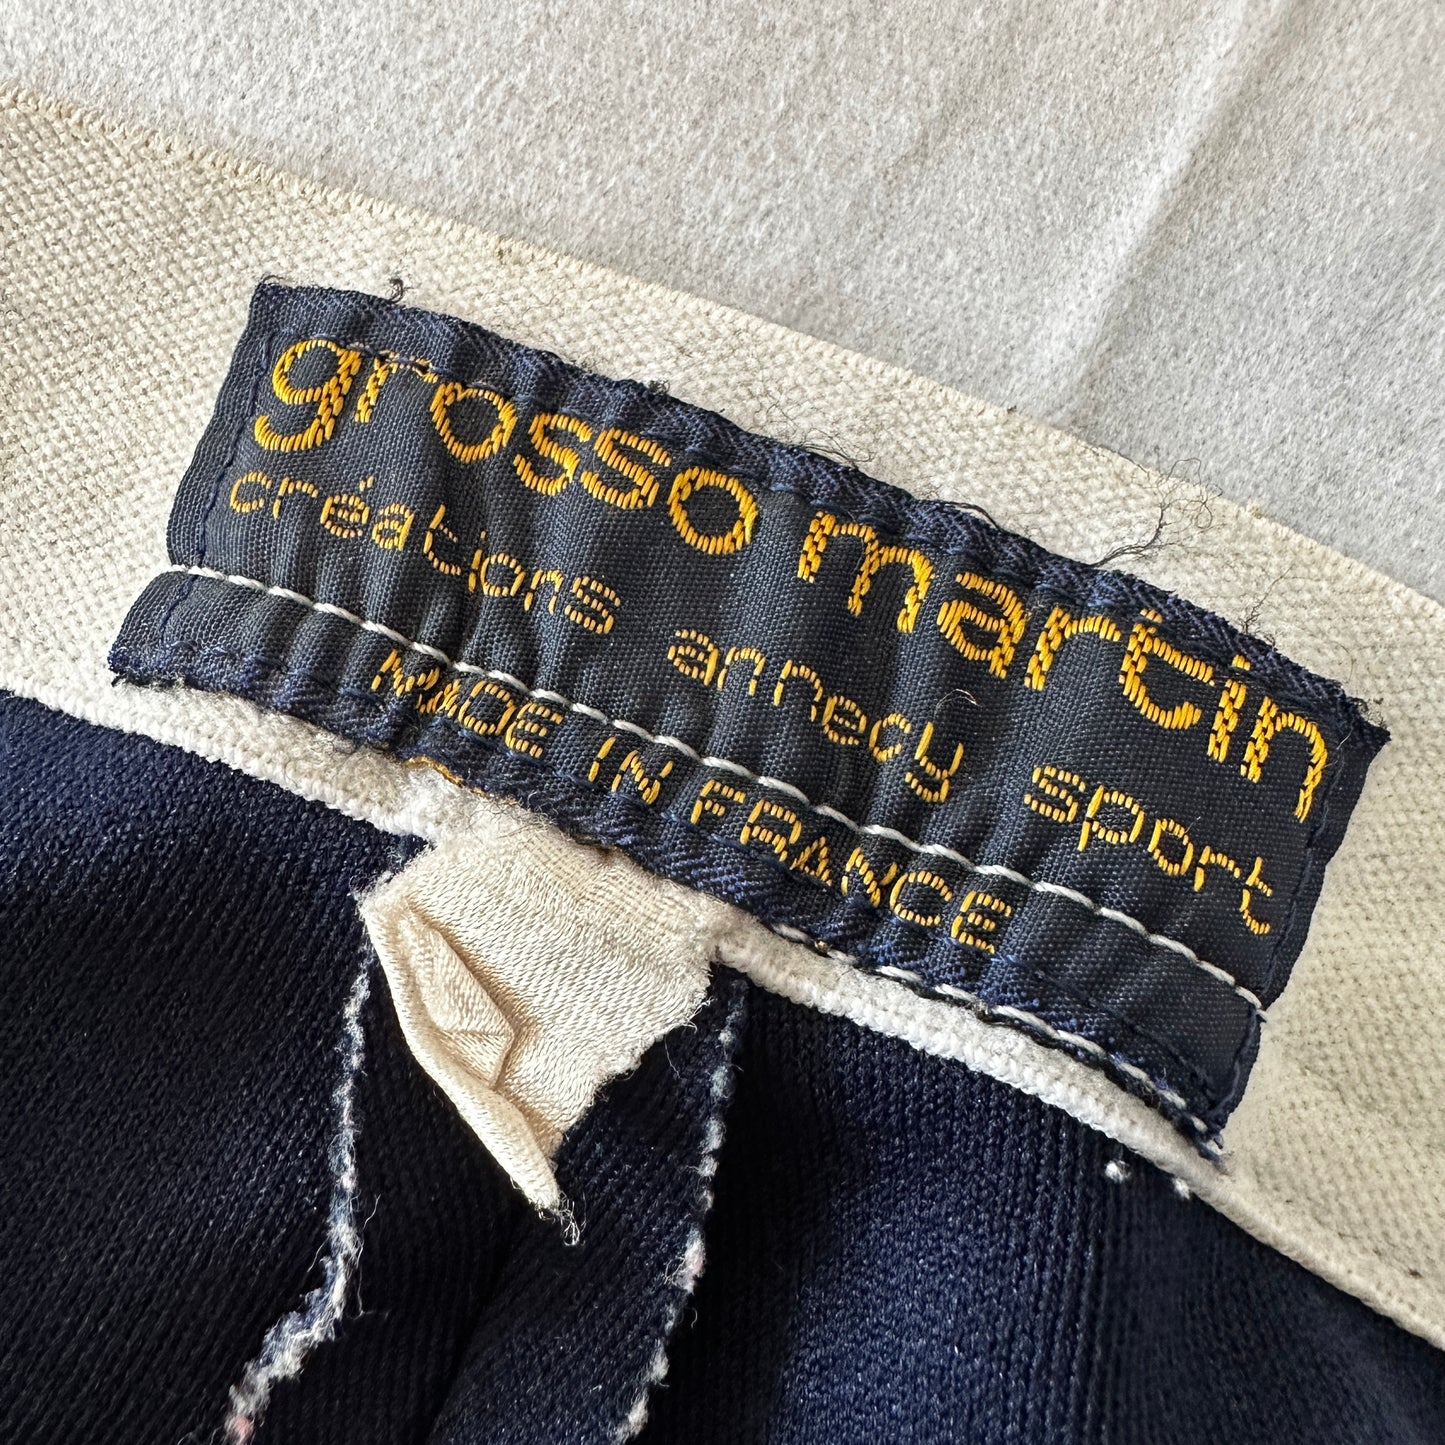 grosso martin
créations annecy sport
MADE IN FRANCE